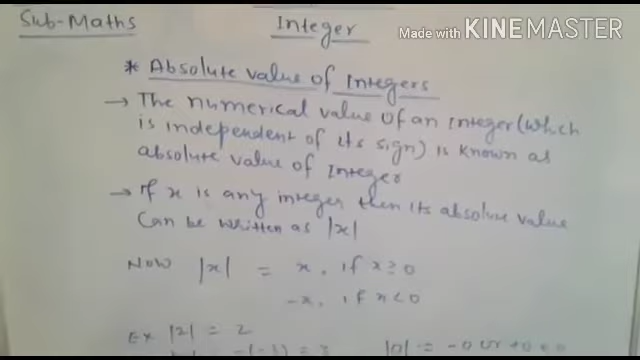 Sub-Maths
Integer
Made with KINEMASTER
* Absolute value of Integers
→ The numerical value of an integer (which
is independent of its sign) is known as
absolute value of Integer
→ If x is any integer then its absolute value
Can be written as |x|
Now |x| = x, if x≥0
-x, if x<0
Ex |2| = 2